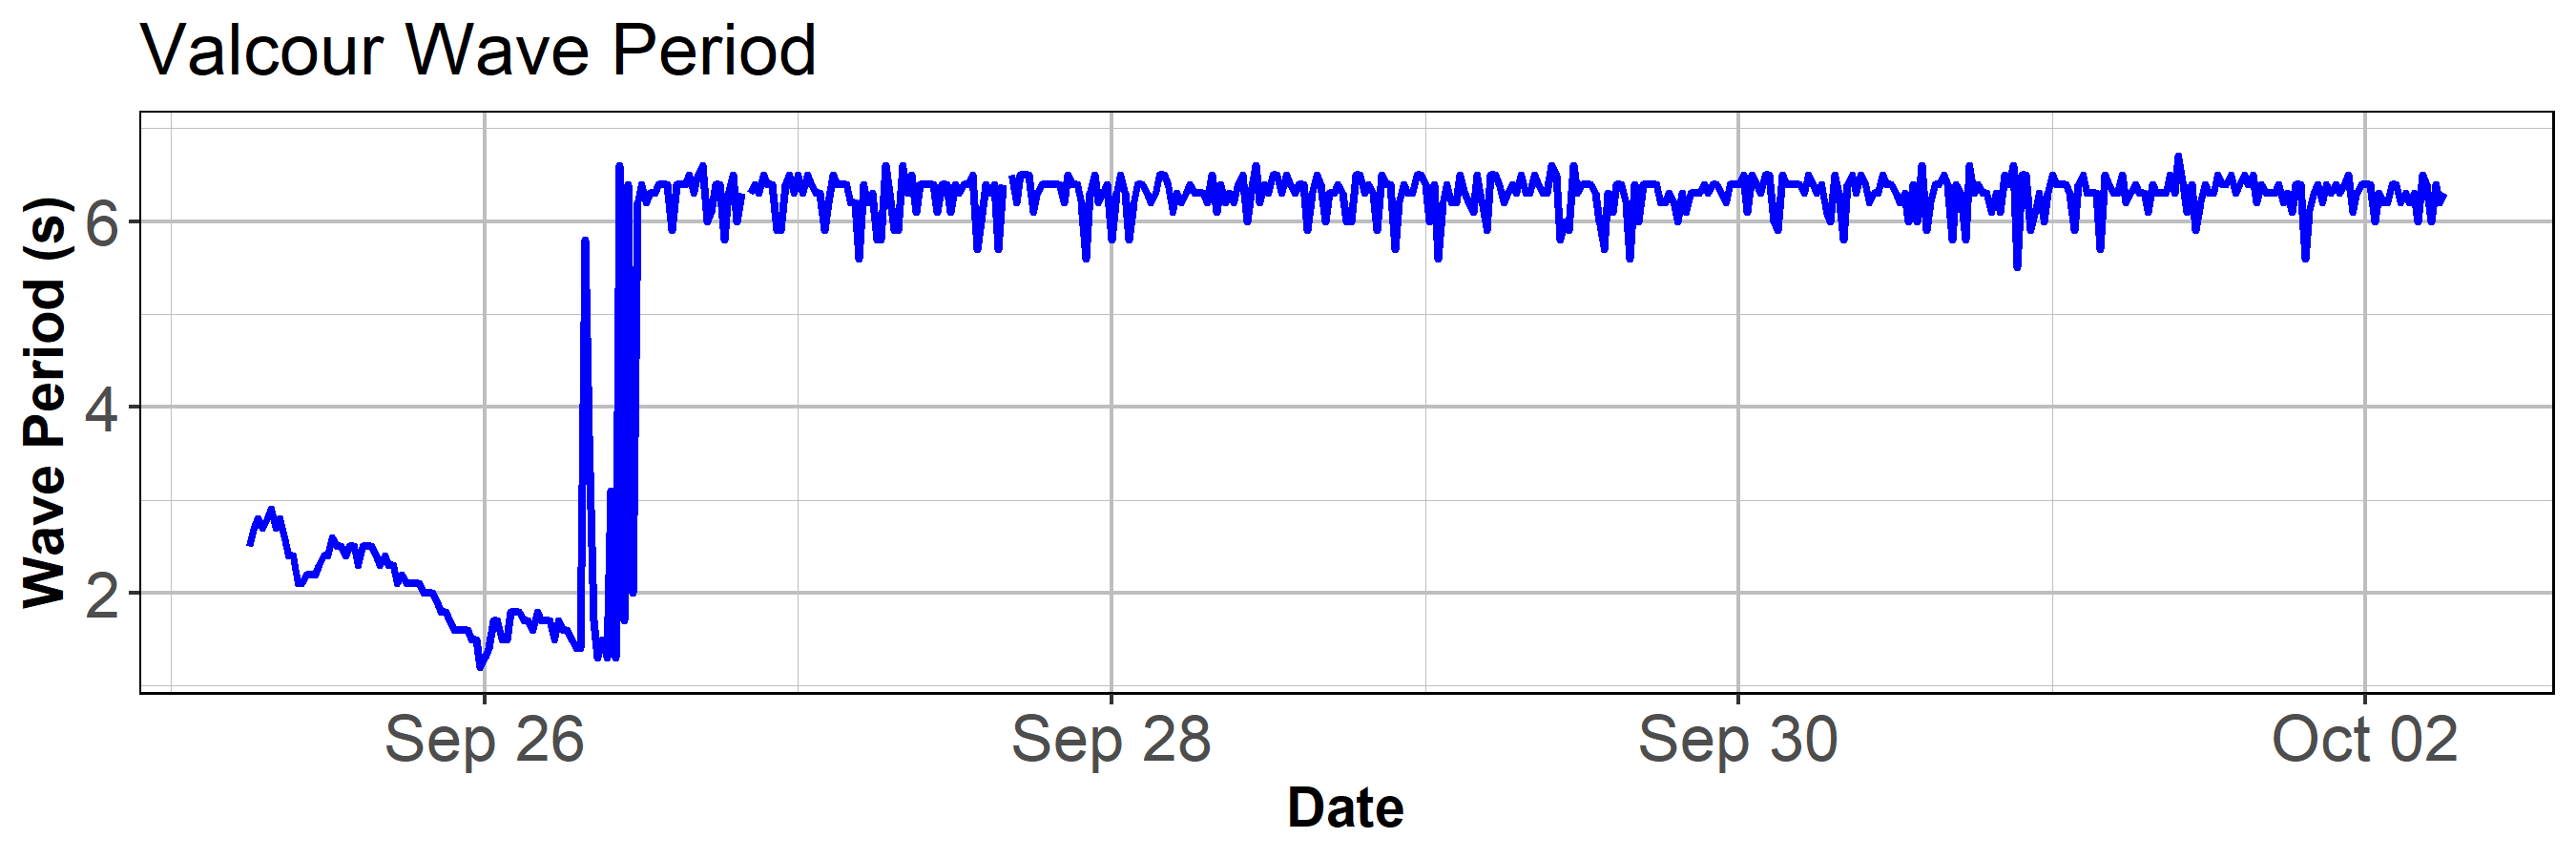 Valcour Wave Period
Wave Period (s)
6
4
2
Sep 26
Sep 28
Sep 30
Oct 02
Date